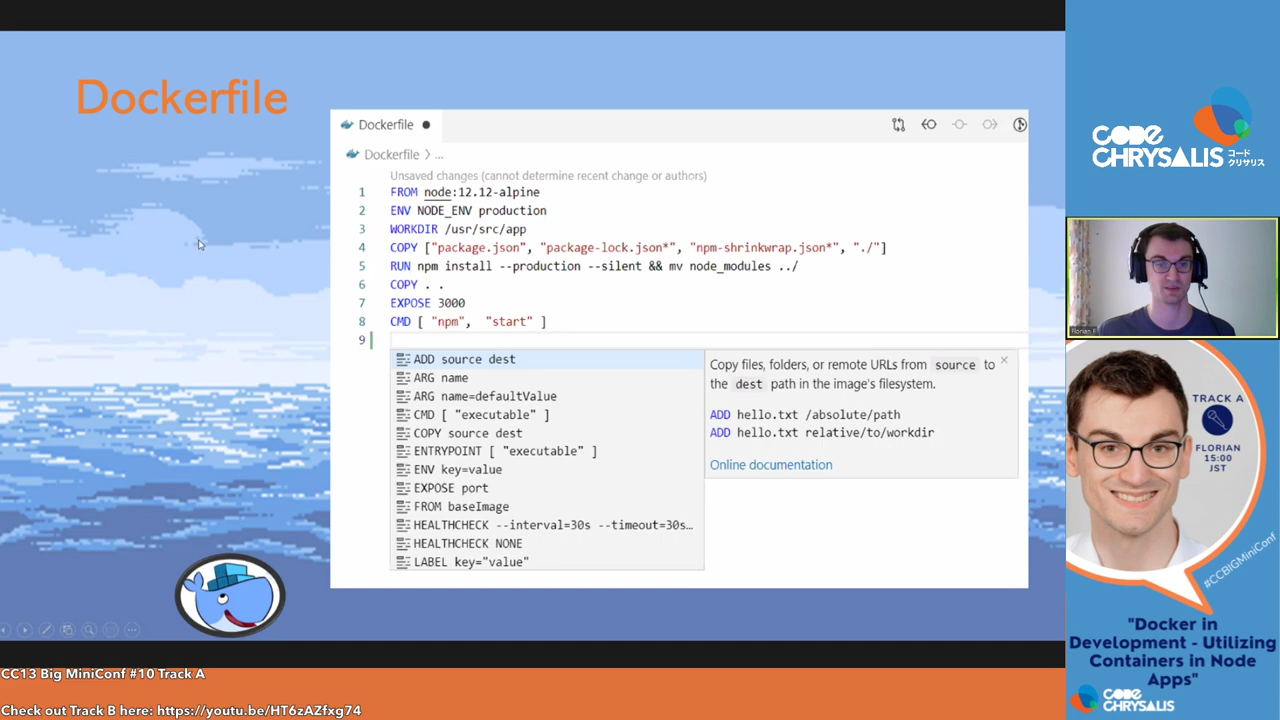 Dockerfile
Dockerfile
Dockerfile > ...
Unsaved changes (cannot determine recent change or authors)
1 FROM node:12.12-alpine
2 ENV NODE_ENV production
3 WORKDIR /usr/src/app
4 COPY ["package.json", "package-lock.json*", "npm-shrinkwrap.json*", "./"]
5 RUN npm install --production --silent && mv node_modules ../
6 COPY . .
7 EXPOSE 3000
8 CMD [ "npm", "start" ]
9
ADD source dest
ARG name
ARG name=defaultValue
CMD [ "executable" ]
COPY source dest
ENTRYPOINT [ "executable" ]
ENV key=value
EXPOSE port
FROM baseImage
HEALTHCHECK --interval=30s --timeout=30s…
HEALTHCHECK NONE
LABEL key="value"
Copy files, folders, or remote URLs from source to
the dest path in the image's filesystem.
ADD hello.txt /absolute/path
ADD hello.txt relative/to/workdir
Online documentation
CODE
CHRYSALIS
コード
クリサリス
Florian F
TRACK A
FLORIAN
15:00
JST
#CCBIGMiniConf
"Docker in
Development - Utilizing
Containers in Node
Apps"
CODE
CHRYSALIS
CC13 Big MiniConf #10 Track A
Check out Track B here: https://youtu.be/HT6zAZfxg74